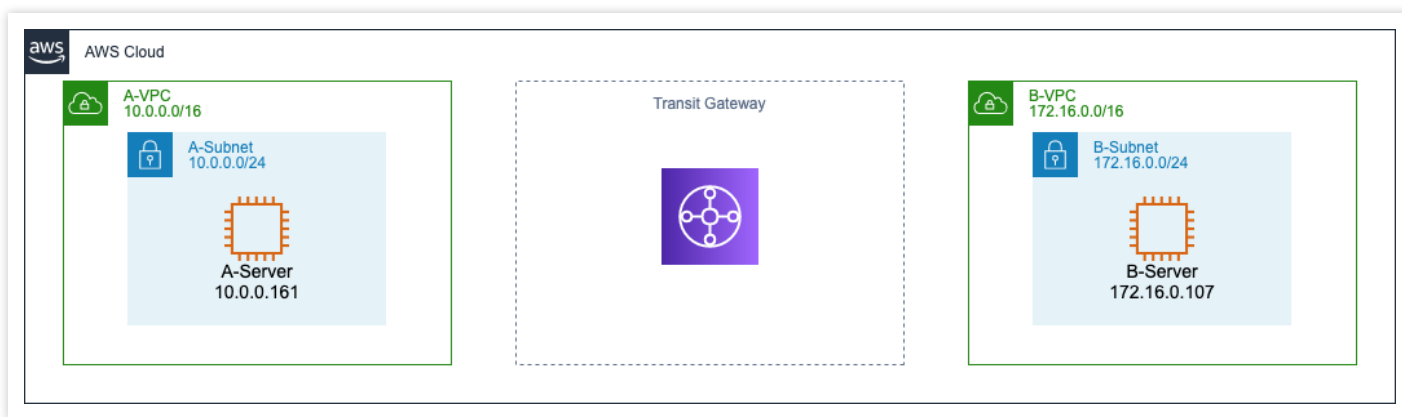 aws
AWS Cloud
A-VPC
10.0.0.0/16
A-Subnet
10.0.0.0/24
A-Server
10.0.0.161
Transit Gateway
B-VPC
172.16.0.0/16
B-Subnet
172.16.0.0/24
B-Server
172.16.0.107